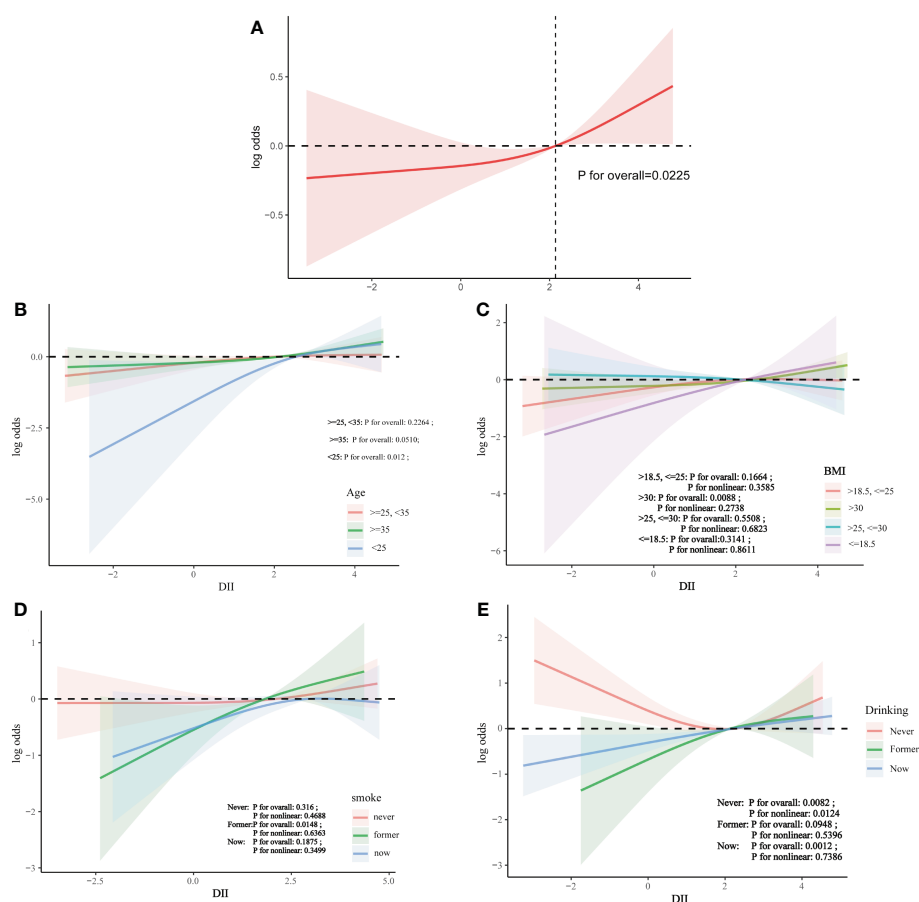 A
log odds
0.5
0.0
−0.5
P for overall=0.0225
−2
0
2
4
B
log odds
0.0
−2.5
−5.0
>=25, <35: P for overall: 0.2264 ;
>=35: P for overall: 0.0510;
<25: P for overall: 0.012 ;
Age
>=25, <35
>=35
<25
−2
0
2
4
DII
C
log odds
2
0
−2
−4
−6
>18.5, <=25: P for ovarall: 0.1664 ;
P for nonlinear: 0.3585
>30: P for ovarall: 0.0088 ;
P for nonlinear: 0.2738
>25, <=30: P for ovarall: 0.5508 ;
P for nonlinear: 0.6823
<=18.5: P for ovarall:0.3141 ;
P for nonlinear: 0.8611
BMI
>18.5, <=25
>30
>25, <=30
<=18.5
−2
0
2
4
DII
D
log odds
1
0
−1
−2
−3
Never: P for ovarall: 0.316 ;
P for nonlinear: 0.4688
Former:P for ovarall: 0.0148 ;
P for nonlinear: 0.6363
Now: P for ovarall: 0.1875 ;
P for nonlinear: 0.3499
smoke
never
former
now
−2.5
0.0
2.5
5.0
DII
E
log odds
2
1
0
−1
−2
−3
Never: P for ovarall: 0.0082 ;
P for nonlinear: 0.0124
Former: P for ovarall: 0.0948 ;
P for nonlinear: 0.5396
Now: P for ovarall: 0.0012 ;
P for nonlinear: 0.7386
Drinking
Never
Former
Now
−2
0
2
4
DII